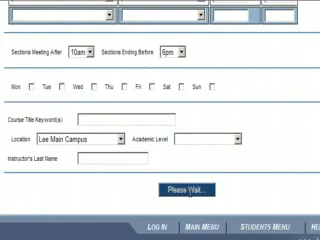 Sections Meeting After 10am Sections Ending Before 6pm
Mon Tue Wed Thu Fri Sat Sun
Course Title Keyword(s)
Location Lee Main Campus Academic Level
Instructor's Last Name
Please Wait...
LOG IN MAIN MENU STUDENTS MENU HE